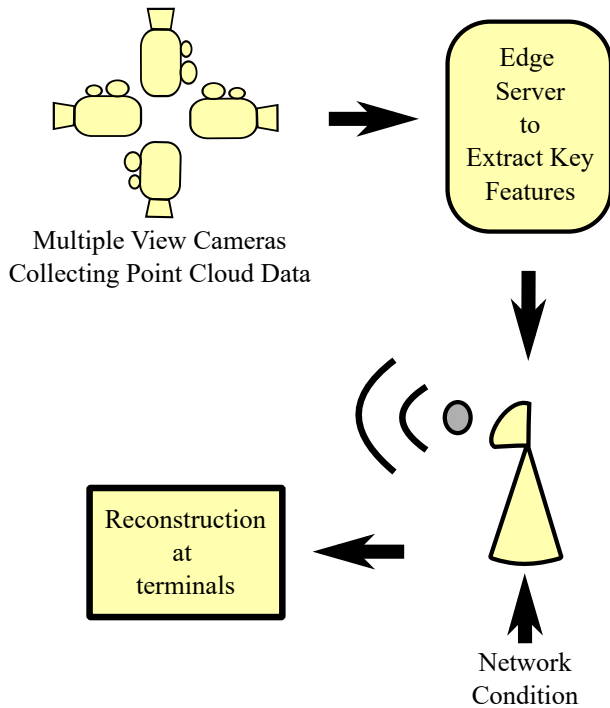 Multiple View Cameras
Collecting Point Cloud Data
Edge
Server
to
Extract Key
Features
Reconstruction
at
terminals
Network
Condition